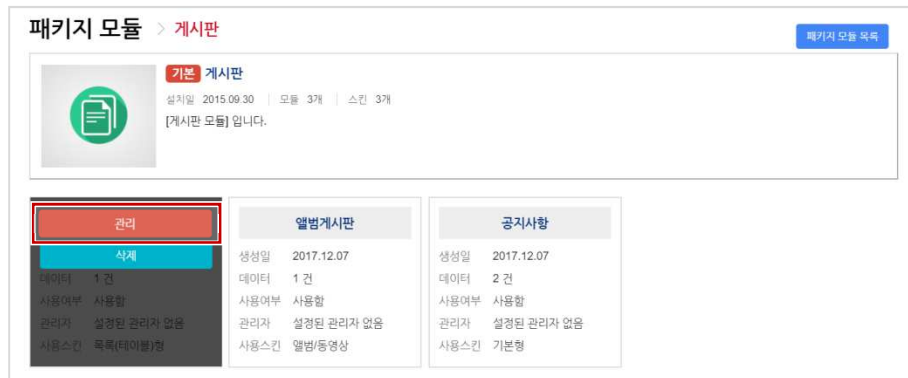 패키지 모듈 > 게시판
패키지 모듈 목록
기본 게시판
설치일 2015.09.30 | 모듈 3개 | 스킨 3개
[게시판 모듈] 입니다.
관리
삭제
데이터 1 건
사용여부 사용함
관리자 설정된 관리자 없음
사용스킨 목록(테이블)형
앨범게시판
생성일 2017.12.07
데이터 1 건
사용여부 사용함
관리자 설정된 관리자 없음
사용스킨 앨범/동영상
공지사항
생성일 2017.12.07
데이터 2 건
사용여부 사용함
관리자 설정된 관리자 없음
사용스킨 기본형